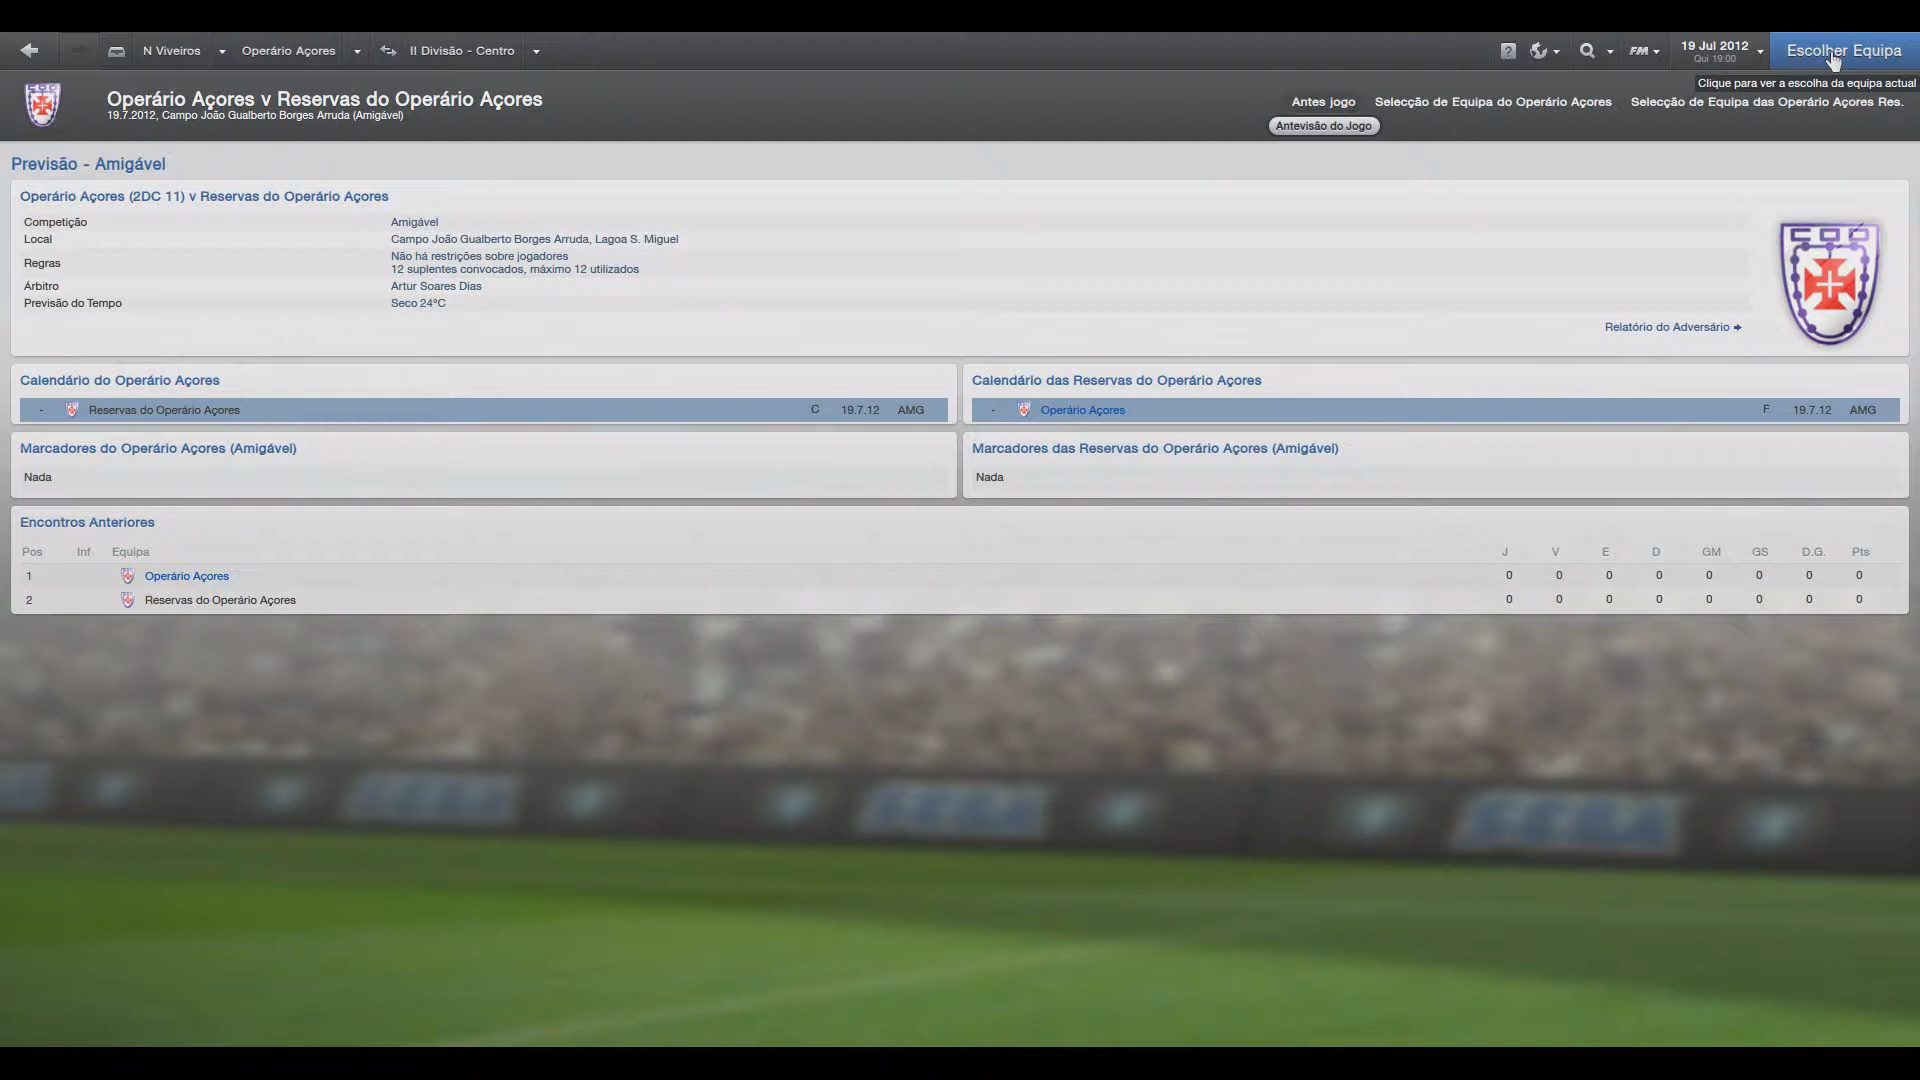 N Viveiros
Operário Açores
II Divisão - Centro
?
FM
19 Jul 2012
Qui 19:00
Escolher Equipa
Clique para ver a escolha da equipa actual
Operário Açores v Reservas do Operário Açores
19.7.2012, Campo João Gualberto Borges Arruda (Amigável)
Antes jogo
Selecção de Equipa do Operário Açores
Selecção de Equipa das Operário Açores Res.
Antevisão do Jogo
Previsão - Amigável
Operário Açores (2DC 11) v Reservas do Operário Açores
Competição Amigável
Local Campo João Gualberto Borges Arruda, Lagoa S. Miguel
Regras Não há restrições sobre jogadores
12 suplentes convocados, máximo 12 utilizados
Árbitro Artur Soares Dias
Previsão do Tempo Seco 24°C
COO
Relatório do Adversário
Calendário do Operário Açores
- Reservas do Operário Açores C 19.7.12 AMG
Calendário das Reservas do Operário Açores
- Operário Açores F 19.7.12 AMG
Marcadores do Operário Açores (Amigável)
Nada
Marcadores das Reservas do Operário Açores (Amigável)
Nada
Encontros Anteriores
Pos Inf Equipa J V E D GM GS D.G. Pts
1 Operário Açores 0 0 0 0 0 0 0 0
2 Reservas do Operário Açores 0 0 0 0 0 0 0 0
SEGA SEGA SEGA